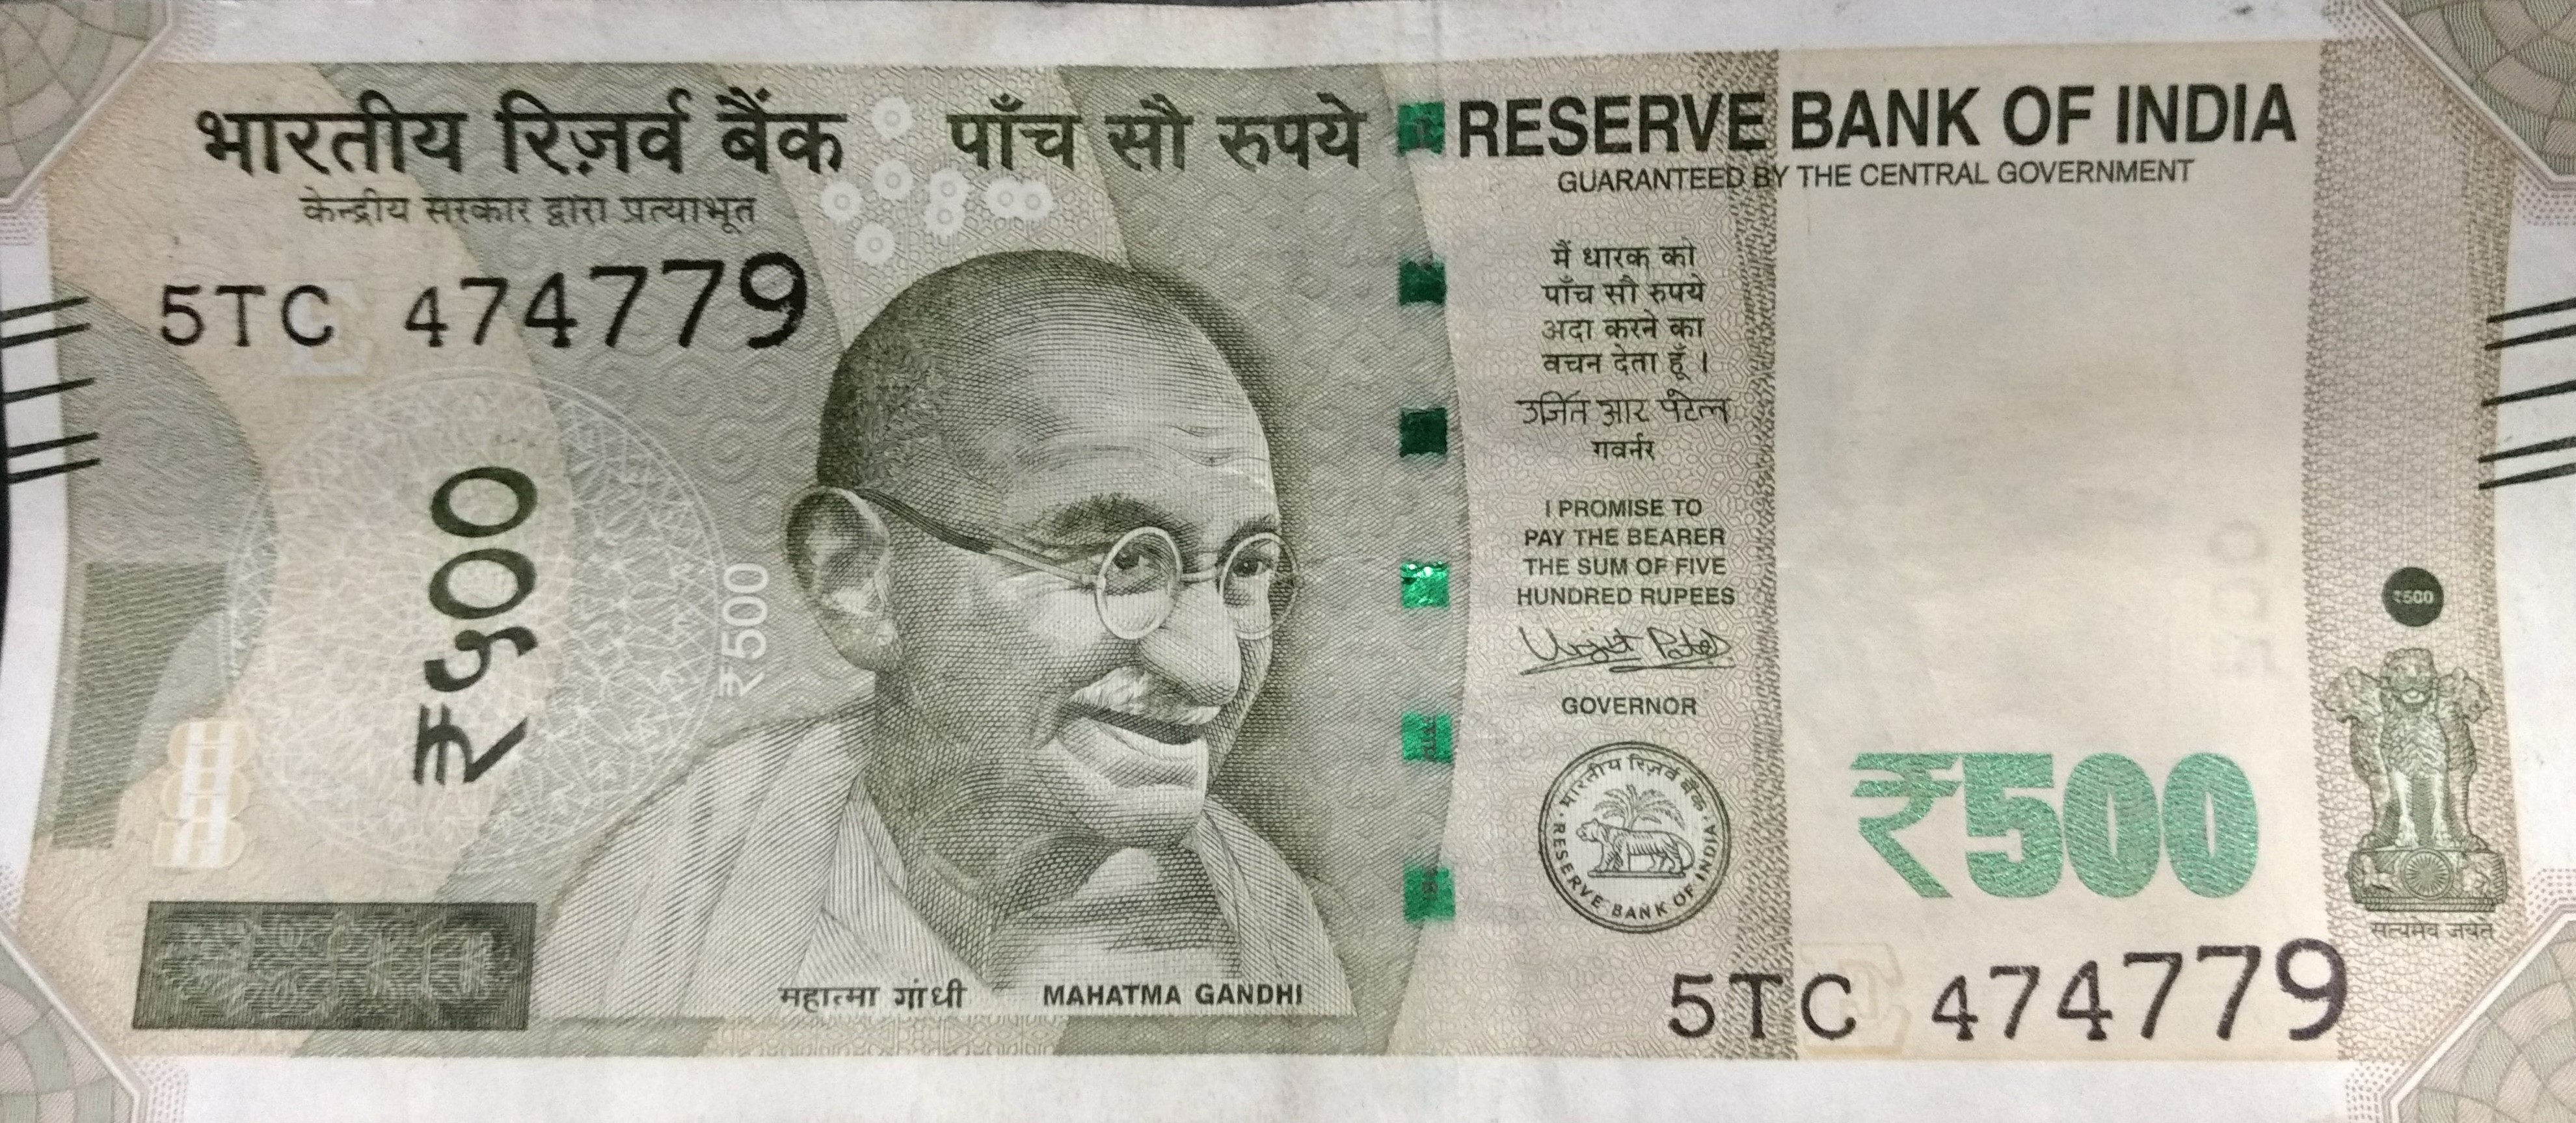 भारतीय रिज़र्व बैंक
केन्द्रीय सरकार द्वारा प्रत्याभूत
5TC 474779
पाँच सौ रुपये
₹५००
₹500
महात्मा गांधी
MAHATMA GANDHI
RESERVE BANK OF INDIA
GUARANTEED BY THE CENTRAL GOVERNMENT
मैं धारक को
पाँच सौ रुपये
अदा करने का
वचन देता हूँ ।
उर्जित आर पटेल
गवर्नर
I PROMISE TO
PAY THE BEARER
THE SUM OF FIVE
HUNDRED RUPEES
Urjit Patel
GOVERNOR
भारतीय रिज़र्व बैंक
RESERVE BANK OF INDIA
₹500
₹500
सत्यमेव जयते
5TC 474779